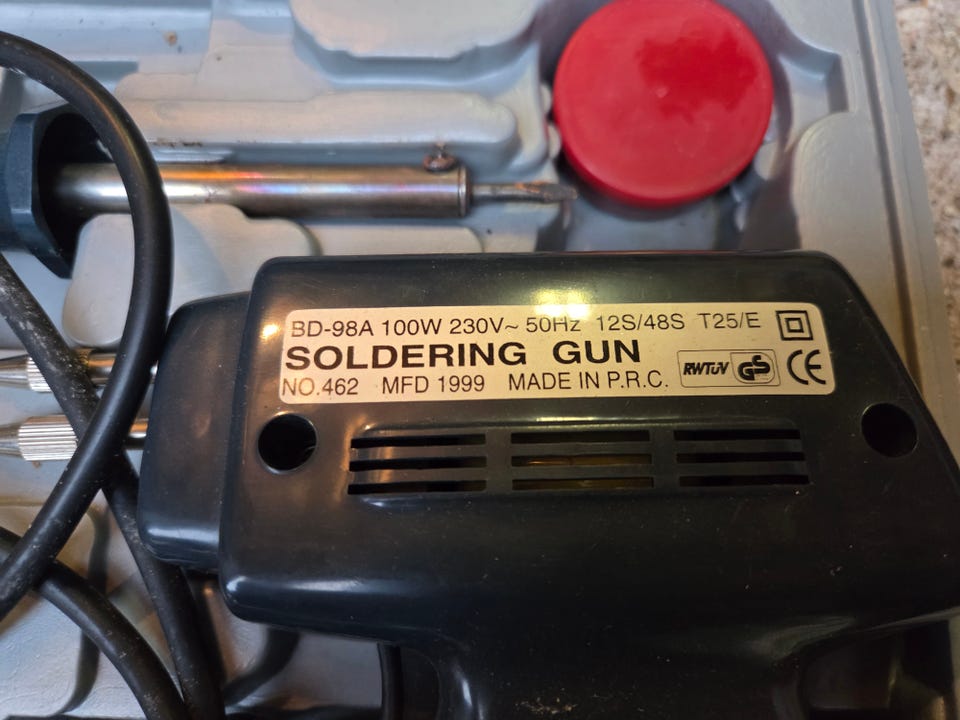 BD-98A 100W 230V~ 50Hz 12S/48S T25/E
SOLDERING GUN
NO.462 MFD 1999 MADE IN P.R.C. RWTÜV GS CE